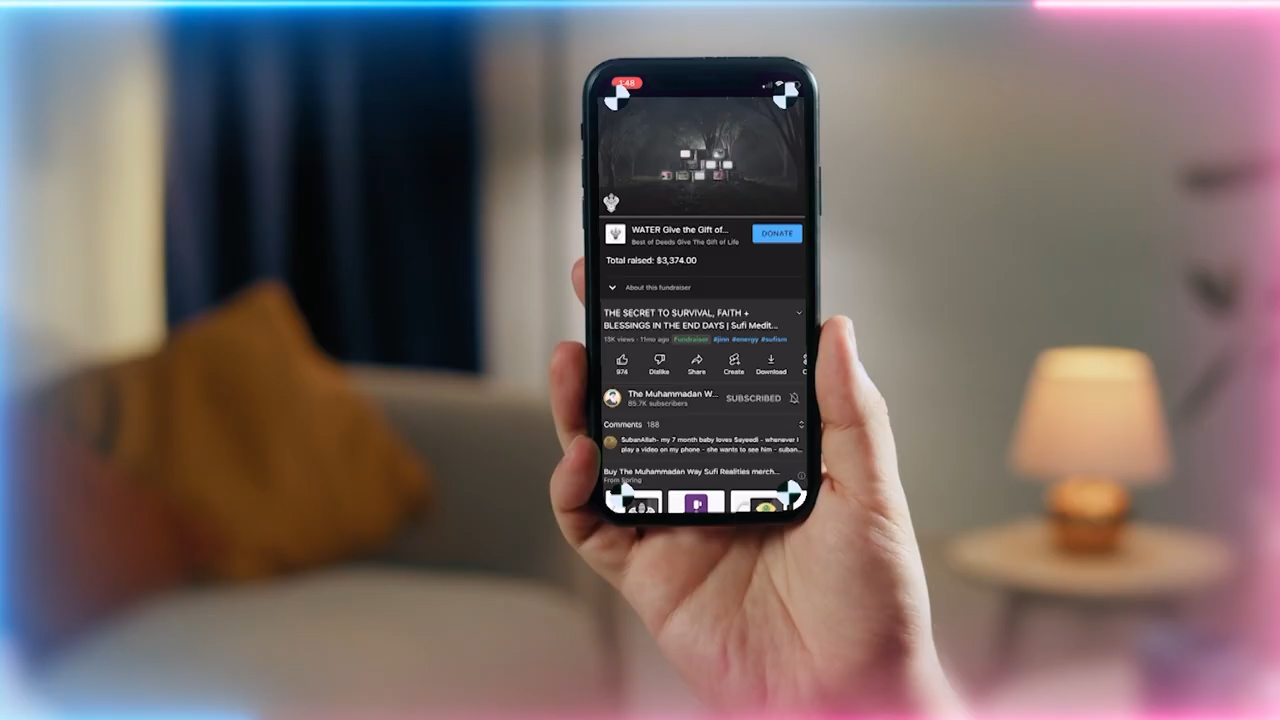 1:48
WATER Give the Gift of...
Best of Deeds Give The Gift of Life
DONATE
Total raised: $3,374.00
About this fundraiser
THE SECRET TO SURVIVAL, FAITH +
BLESSINGS IN THE END DAYS | Sufi Medit...
13K views · 11mo ago Fundraiser #jinn #energy #sufism
974 Dislike Share Create Download C
The Muhammadan W...
85.7K subscribers
SUBSCRIBED
Comments 188
SubanAllah- my 7 month baby loves Sayeedi - whenever I
play a video on my phone - she wants to see him - suban...
Buy The Muhammadan Way Sufi Realities merch...
From Spring